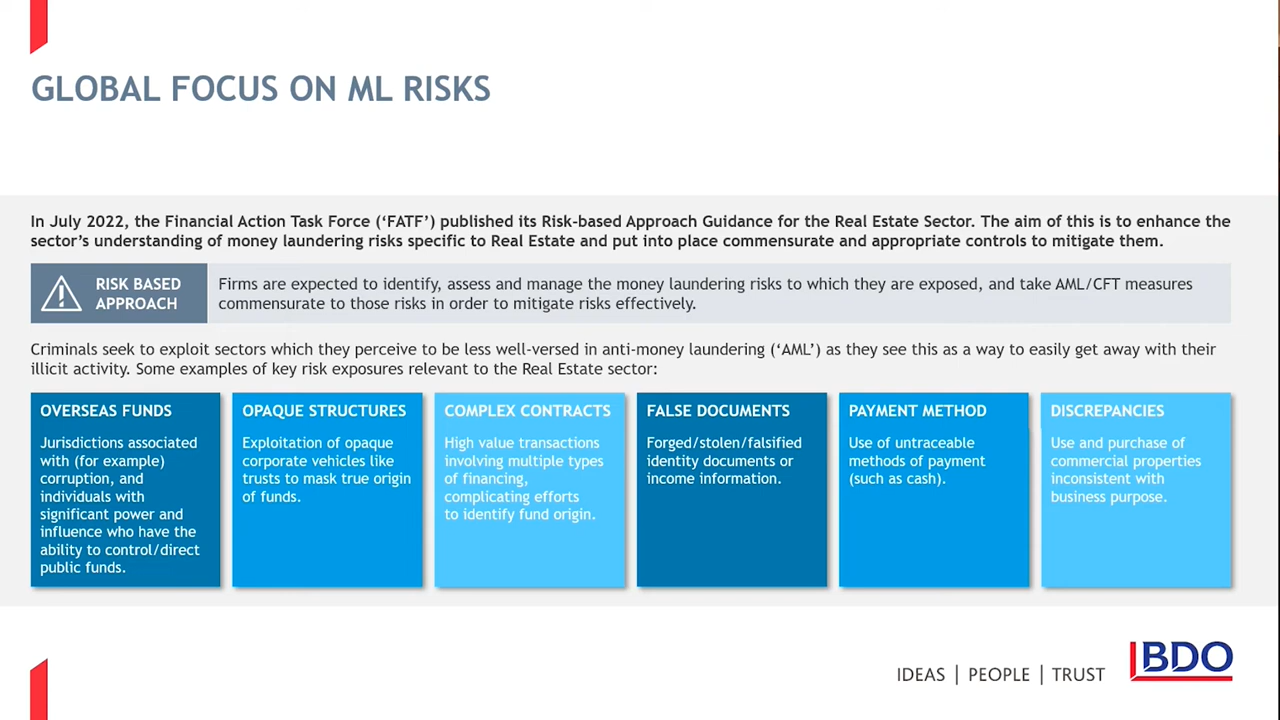 GLOBAL FOCUS ON ML RISKS
In July 2022, the Financial Action Task Force (‘FATF’) published its Risk-based Approach Guidance for the Real Estate Sector. The aim of this is to enhance the
sector’s understanding of money laundering risks specific to Real Estate and put into place commensurate and appropriate controls to mitigate them.
RISK BASED
APPROACH
Firms are expected to identify, assess and manage the money laundering risks to which they are exposed, and take AML/CFT measures
commensurate to those risks in order to mitigate risks effectively.
Criminals seek to exploit sectors which they perceive to be less well-versed in anti-money laundering (‘AML’) as they see this as a way to easily get away with their
illicit activity. Some examples of key risk exposures relevant to the Real Estate sector:
OVERSEAS FUNDS
Jurisdictions associated
with (for example)
corruption, and
individuals with
significant power and
influence who have the
ability to control/direct
public funds.
OPAQUE STRUCTURES
Exploitation of opaque
corporate vehicles like
trusts to mask true origin
of funds.
COMPLEX CONTRACTS
High value transactions
involving multiple types
of financing,
complicating efforts
to identify fund origin.
FALSE DOCUMENTS
Forged/stolen/falsified
identity documents or
income information.
PAYMENT METHOD
Use of untraceable
methods of payment
(such as cash).
DISCREPANCIES
Use and purchase of
commercial properties
inconsistent with
business purpose.
IDEAS | PEOPLE | TRUST
BDO